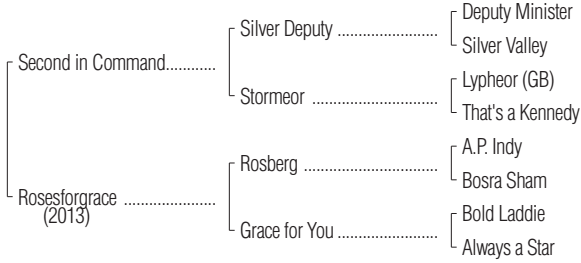 Deputy Minister
Silver Deputy ........................
Silver Valley
Second in Command............
Lypheor (GB)
Stormeor ..............................
That's a Kennedy
A.P. Indy
Rosberg ................................
Bosra Sham
Rosesforgrace ......................
(2013)
Bold Laddie
Grace for You ........................
Always a Star